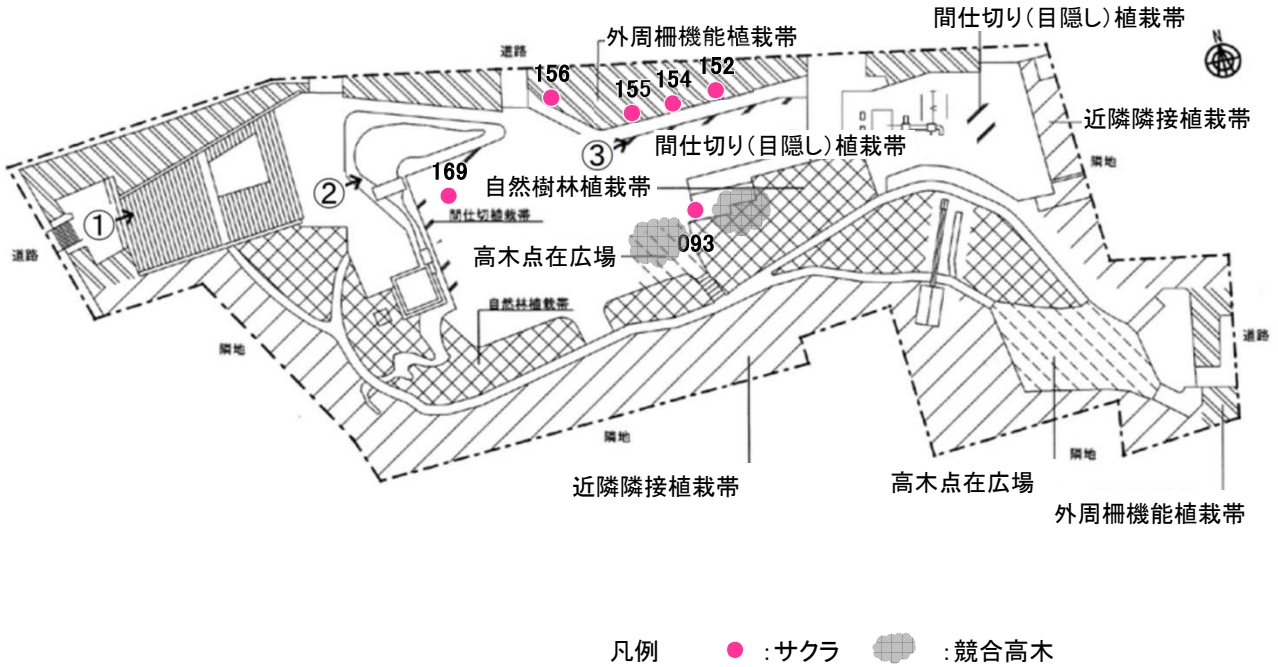 間仕切り(目隠し)植栽帯
外周柵機能植栽帯
道路
N
156
155
154
152
近隣隣接植栽帯
③
間仕切り(目隠し)植栽帯
隣地
169
②
自然樹林植栽帯
①
間仕切植栽帯
道路
093
高木点在広場
自然林植栽帯
隣地
道路
隣地
隣地
近隣隣接植栽帯
高木点在広場
外周柵機能植栽帯
凡例 :サクラ :競合高木